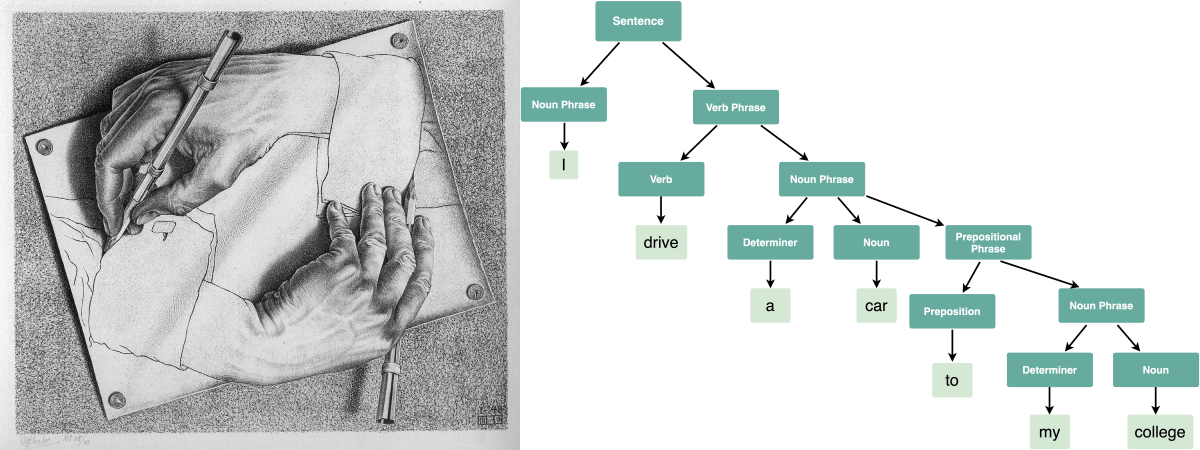 Sentence
Noun Phrase
Verb Phrase
I
Verb
Noun Phrase
drive
Determiner
Noun
Prepositional
Phrase
a
car
Preposition
Noun Phrase
to
Determiner
Noun
my
college